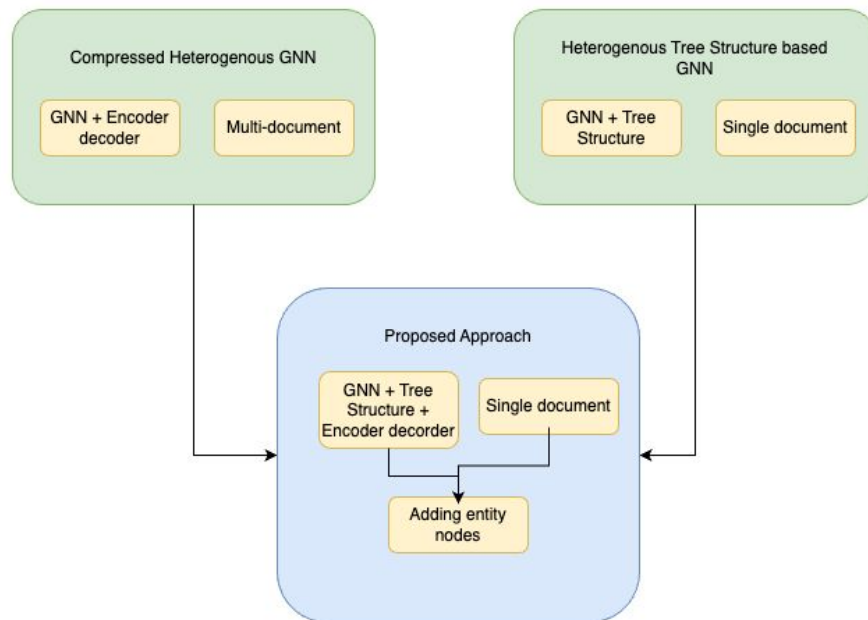 Compressed Heterogenous GNN
GNN + Encoder
decoder
Multi-document
Heterogenous Tree Structure based
GNN
GNN + Tree
Structure
Single document
Proposed Approach
GNN + Tree
Structure +
Encoder decorder
Single document
Adding entity
nodes